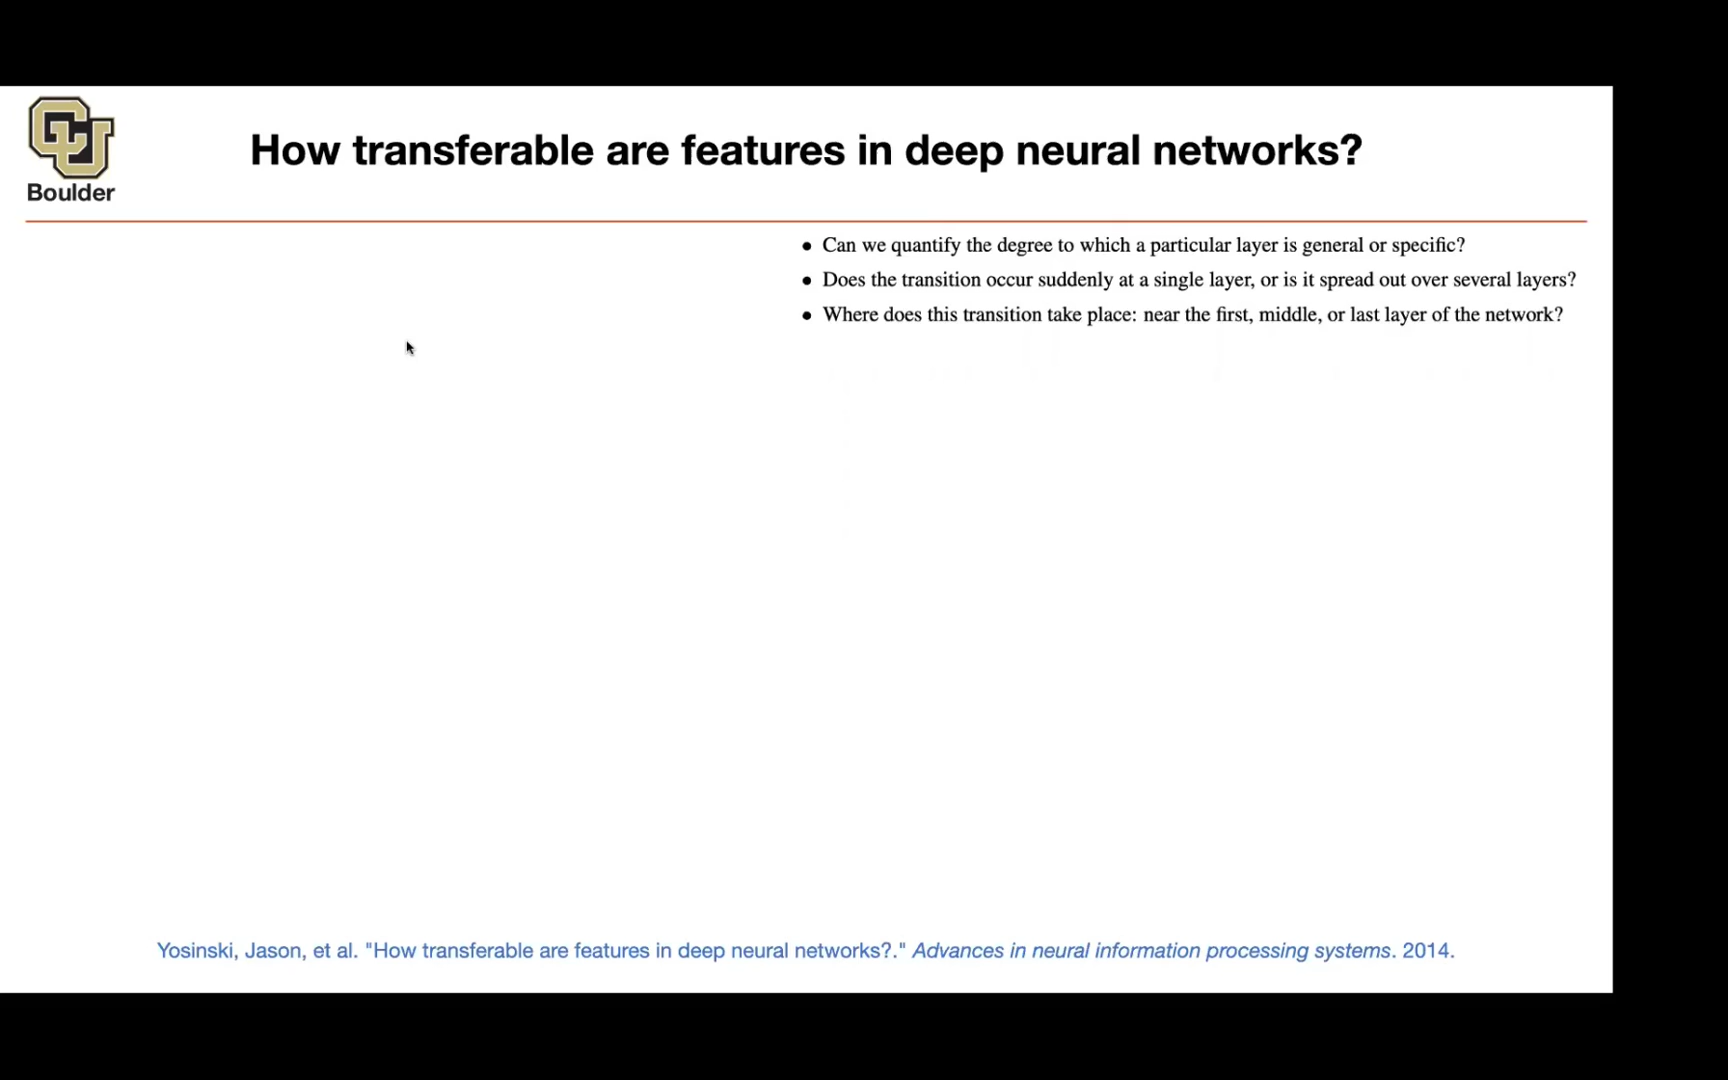 CU
Boulder
How transferable are features in deep neural networks?
• Can we quantify the degree to which a particular layer is general or specific?
• Does the transition occur suddenly at a single layer, or is it spread out over several layers?
• Where does this transition take place: near the first, middle, or last layer of the network?
Yosinski, Jason, et al. "How transferable are features in deep neural networks?." Advances in neural information processing systems. 2014.